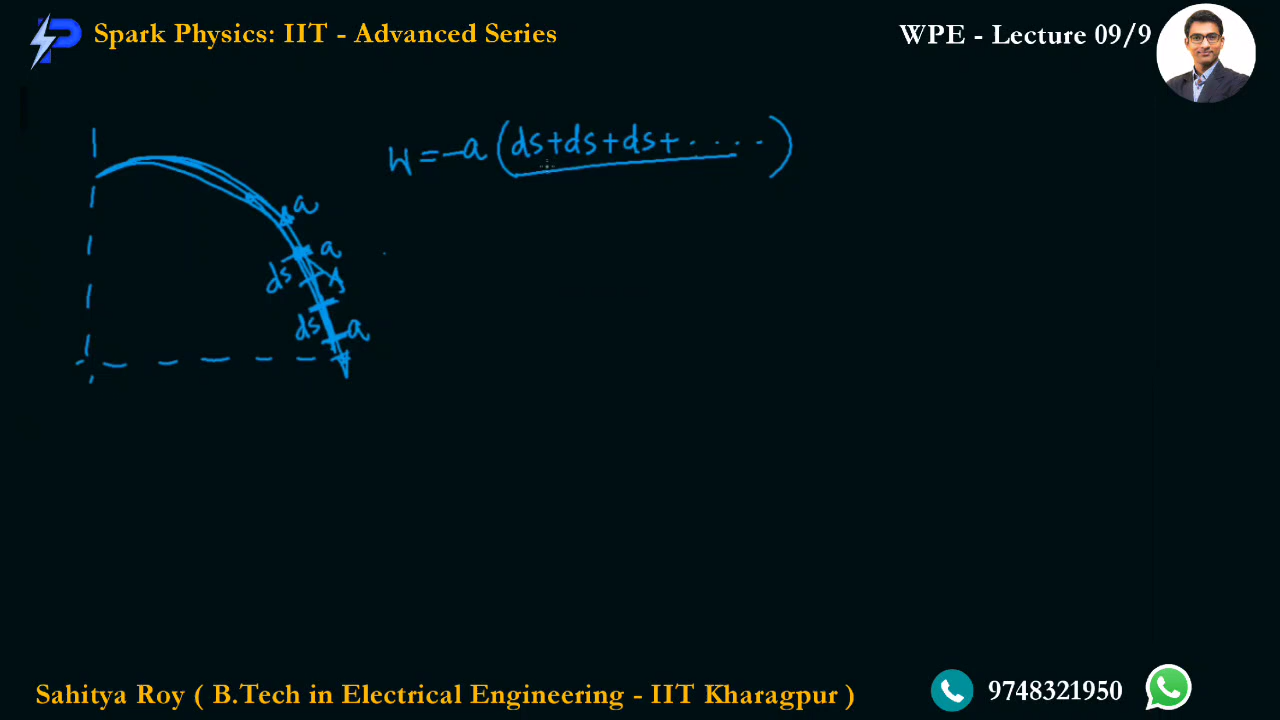 Spark Physics: IIT - Advanced Series
WPE - Lecture 09/9
W = -a (ds+ds+ds+ .....)
a
a
ds
ds
a
Sahitya Roy ( B.Tech in Electrical Engineering - IIT Kharagpur )
9748321950